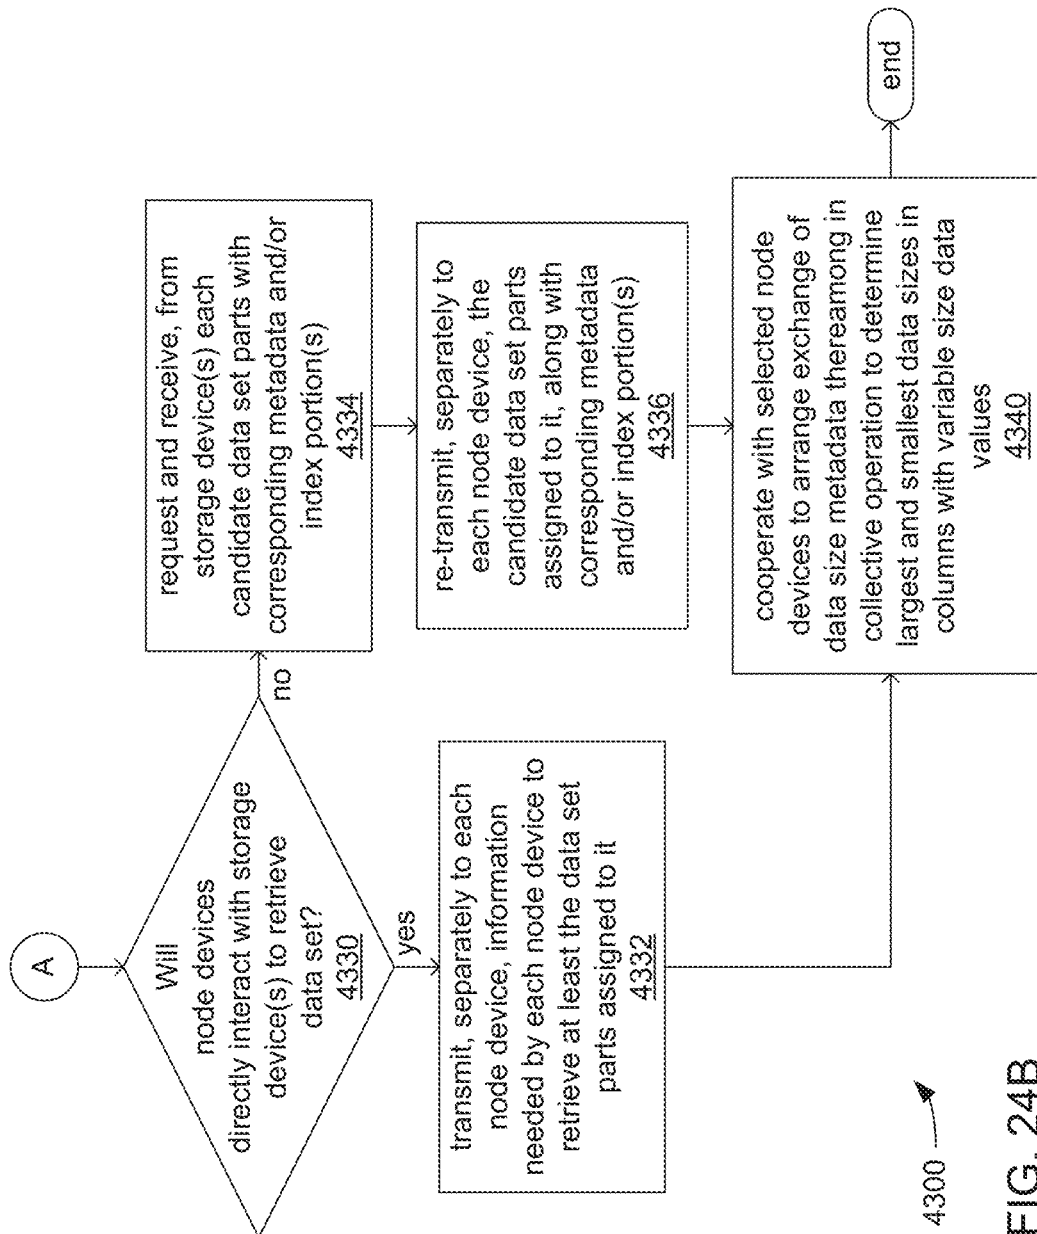 A
Will
node devices
directly interact with storage
device(s) to retrieve
data set?
4330
no
yes
request and receive, from
storage device(s) each
candidate data set parts with
corresponding metadata and/or
index portion(s)
4334
transmit, separately to each
node device, information
needed by each node device to
retrieve at least the data set
parts assigned to it
4332
re-transmit, separately to
each node device, the
candidate data set parts
assigned to it, along with
corresponding metadata
and/or index portion(s)
4336
cooperate with selected node
devices to arrange exchange of
data size metadata thereamong in
collective operation to determine
largest and smallest data sizes in
columns with variable size data
values
4340
end
4300
FIG. 24B